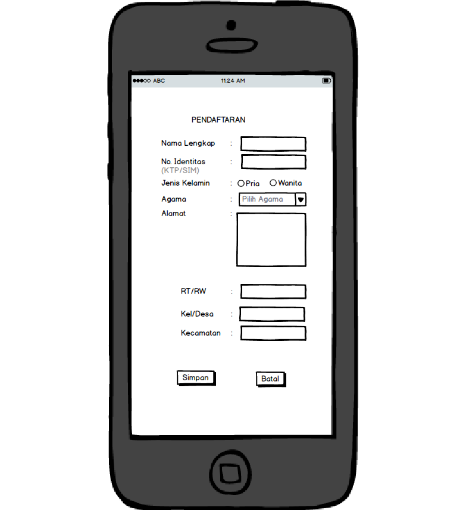 ABC 11:24 AM
PENDAFTARAN
Nama Lengkap :
No. Identitas :
(KTP/SIM)
Jenis Kelamin : Pria Wanita
Agama : Pilih Agama
Alamat :
RT/RW :
Kel/Desa :
Kecamatan :
Simpan Batal